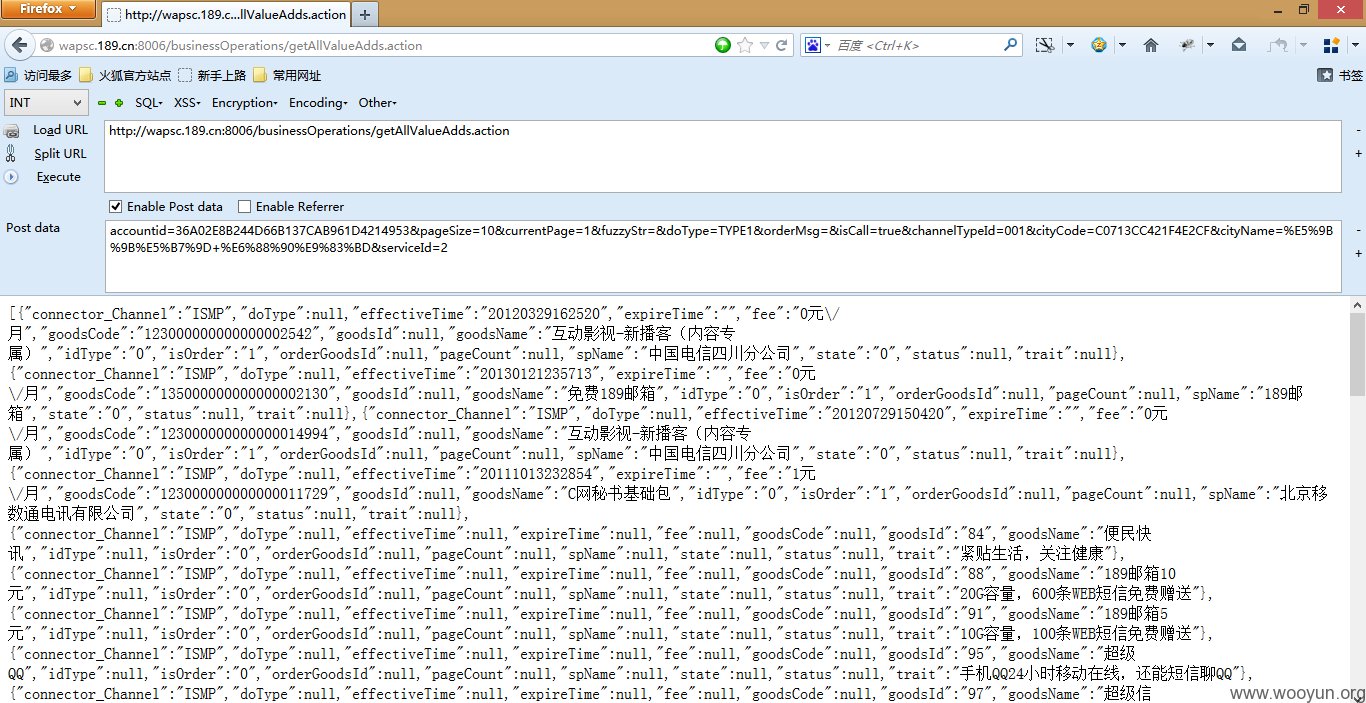 Firefox
http://wapsc.189.c...llValueAdds.action
wapsc.189.cn:8006/businessOperations/getAllValueAdds.action
百度 <Ctrl+K>
访问最多 火狐官方站点 新手上路 常用网址
书签
INT
SQL- XSS- Encryption- Encoding- Other-
Load URL
http://wapsc.189.cn:8006/businessOperations/getAllValueAdds.action
Split URL
Execute
Enable Post data Enable Referrer
Post data
accountid=36A02E8B244D66B137CAB961D4214953&pageSize=10&currentPage=1&fuzzyStr=&doType=TYPE1&orderMsg=&isCall=true&channelTypeId=001&cityCode=C0713CC421F4E2CF&cityName=%E5%9B
%9B%E5%B7%9D+%E6%88%90%E9%83%BD&serviceId=2
[{"connector_Channel":"ISMP","doType":null,"effectiveTime":"20120329162520","expireTime":"","fee":"0元\/
月","goodsCode":"123000000000000002542","goodsId":null,"goodsName":"互动影视-新播客（内容专
属）","idType":"0","isOrder":"1","orderGoodsId":null,"pageCount":null,"spName":"中国电信四川分公司","state":"0","status":null,"trait":null},
{"connector_Channel":"ISMP","doType":null,"effectiveTime":"20130121235713","expireTime":"","fee":"0元
\/月","goodsCode":"135000000000000002130","goodsId":null,"goodsName":"免费189邮箱","idType":"0","isOrder":"1","orderGoodsId":null,"pageCount":null,"spName":"189邮
箱","state":"0","status":null,"trait":null},{"connector_Channel":"ISMP","doType":null,"effectiveTime":"20120729150420","expireTime":"","fee":"0元
\/月","goodsCode":"123000000000000014994","goodsId":null,"goodsName":"互动影视-新播客（内容专
属）","idType":"0","isOrder":"1","orderGoodsId":null,"pageCount":null,"spName":"中国电信四川分公司","state":"0","status":null,"trait":null},
{"connector_Channel":"ISMP","doType":null,"effectiveTime":"20111013232854","expireTime":"","fee":"1元
\/月","goodsCode":"123000000000000011729","goodsId":null,"goodsName":"C网秘书基础包","idType":"0","isOrder":"1","orderGoodsId":null,"pageCount":null,"spName":"北京移
数通电讯有限公司","state":"0","status":null,"trait":null},
{"connector_Channel":"ISMP","doType":null,"effectiveTime":null,"expireTime":null,"fee":null,"goodsCode":null,"goodsId":"84","goodsName":"便民快
讯","idType":null,"isOrder":"0","orderGoodsId":null,"pageCount":null,"spName":null,"state":null,"status":null,"trait":"紧贴生活，关注健康"},
{"connector_Channel":"ISMP","doType":null,"effectiveTime":null,"expireTime":null,"fee":null,"goodsCode":null,"goodsId":"88","goodsName":"189邮箱10
元","idType":null,"isOrder":"0","orderGoodsId":null,"pageCount":null,"spName":null,"state":null,"status":null,"trait":"20G容量，600条WEB短信免费赠送"},
{"connector_Channel":"ISMP","doType":null,"effectiveTime":null,"expireTime":null,"fee":null,"goodsCode":null,"goodsId":"91","goodsName":"189邮箱5
元","idType":null,"isOrder":"0","orderGoodsId":null,"pageCount":null,"spName":null,"state":null,"status":null,"trait":"10G容量，100条WEB短信免费赠送"},
{"connector_Channel":"ISMP","doType":null,"effectiveTime":null,"expireTime":null,"fee":null,"goodsCode":null,"goodsId":"95","goodsName":"超级
QQ","idType":null,"isOrder":"0","orderGoodsId":null,"pageCount":null,"spName":null,"state":null,"status":null,"trait":"手机QQ24小时移动在线，还能短信聊QQ"},
{"connector_Channel":"ISMP","doType":null,"effectiveTime":null,"expireTime":null,"fee":null,"goodsCode":null,"goodsId":"97","goodsName":"超级信
www.wooyun.org